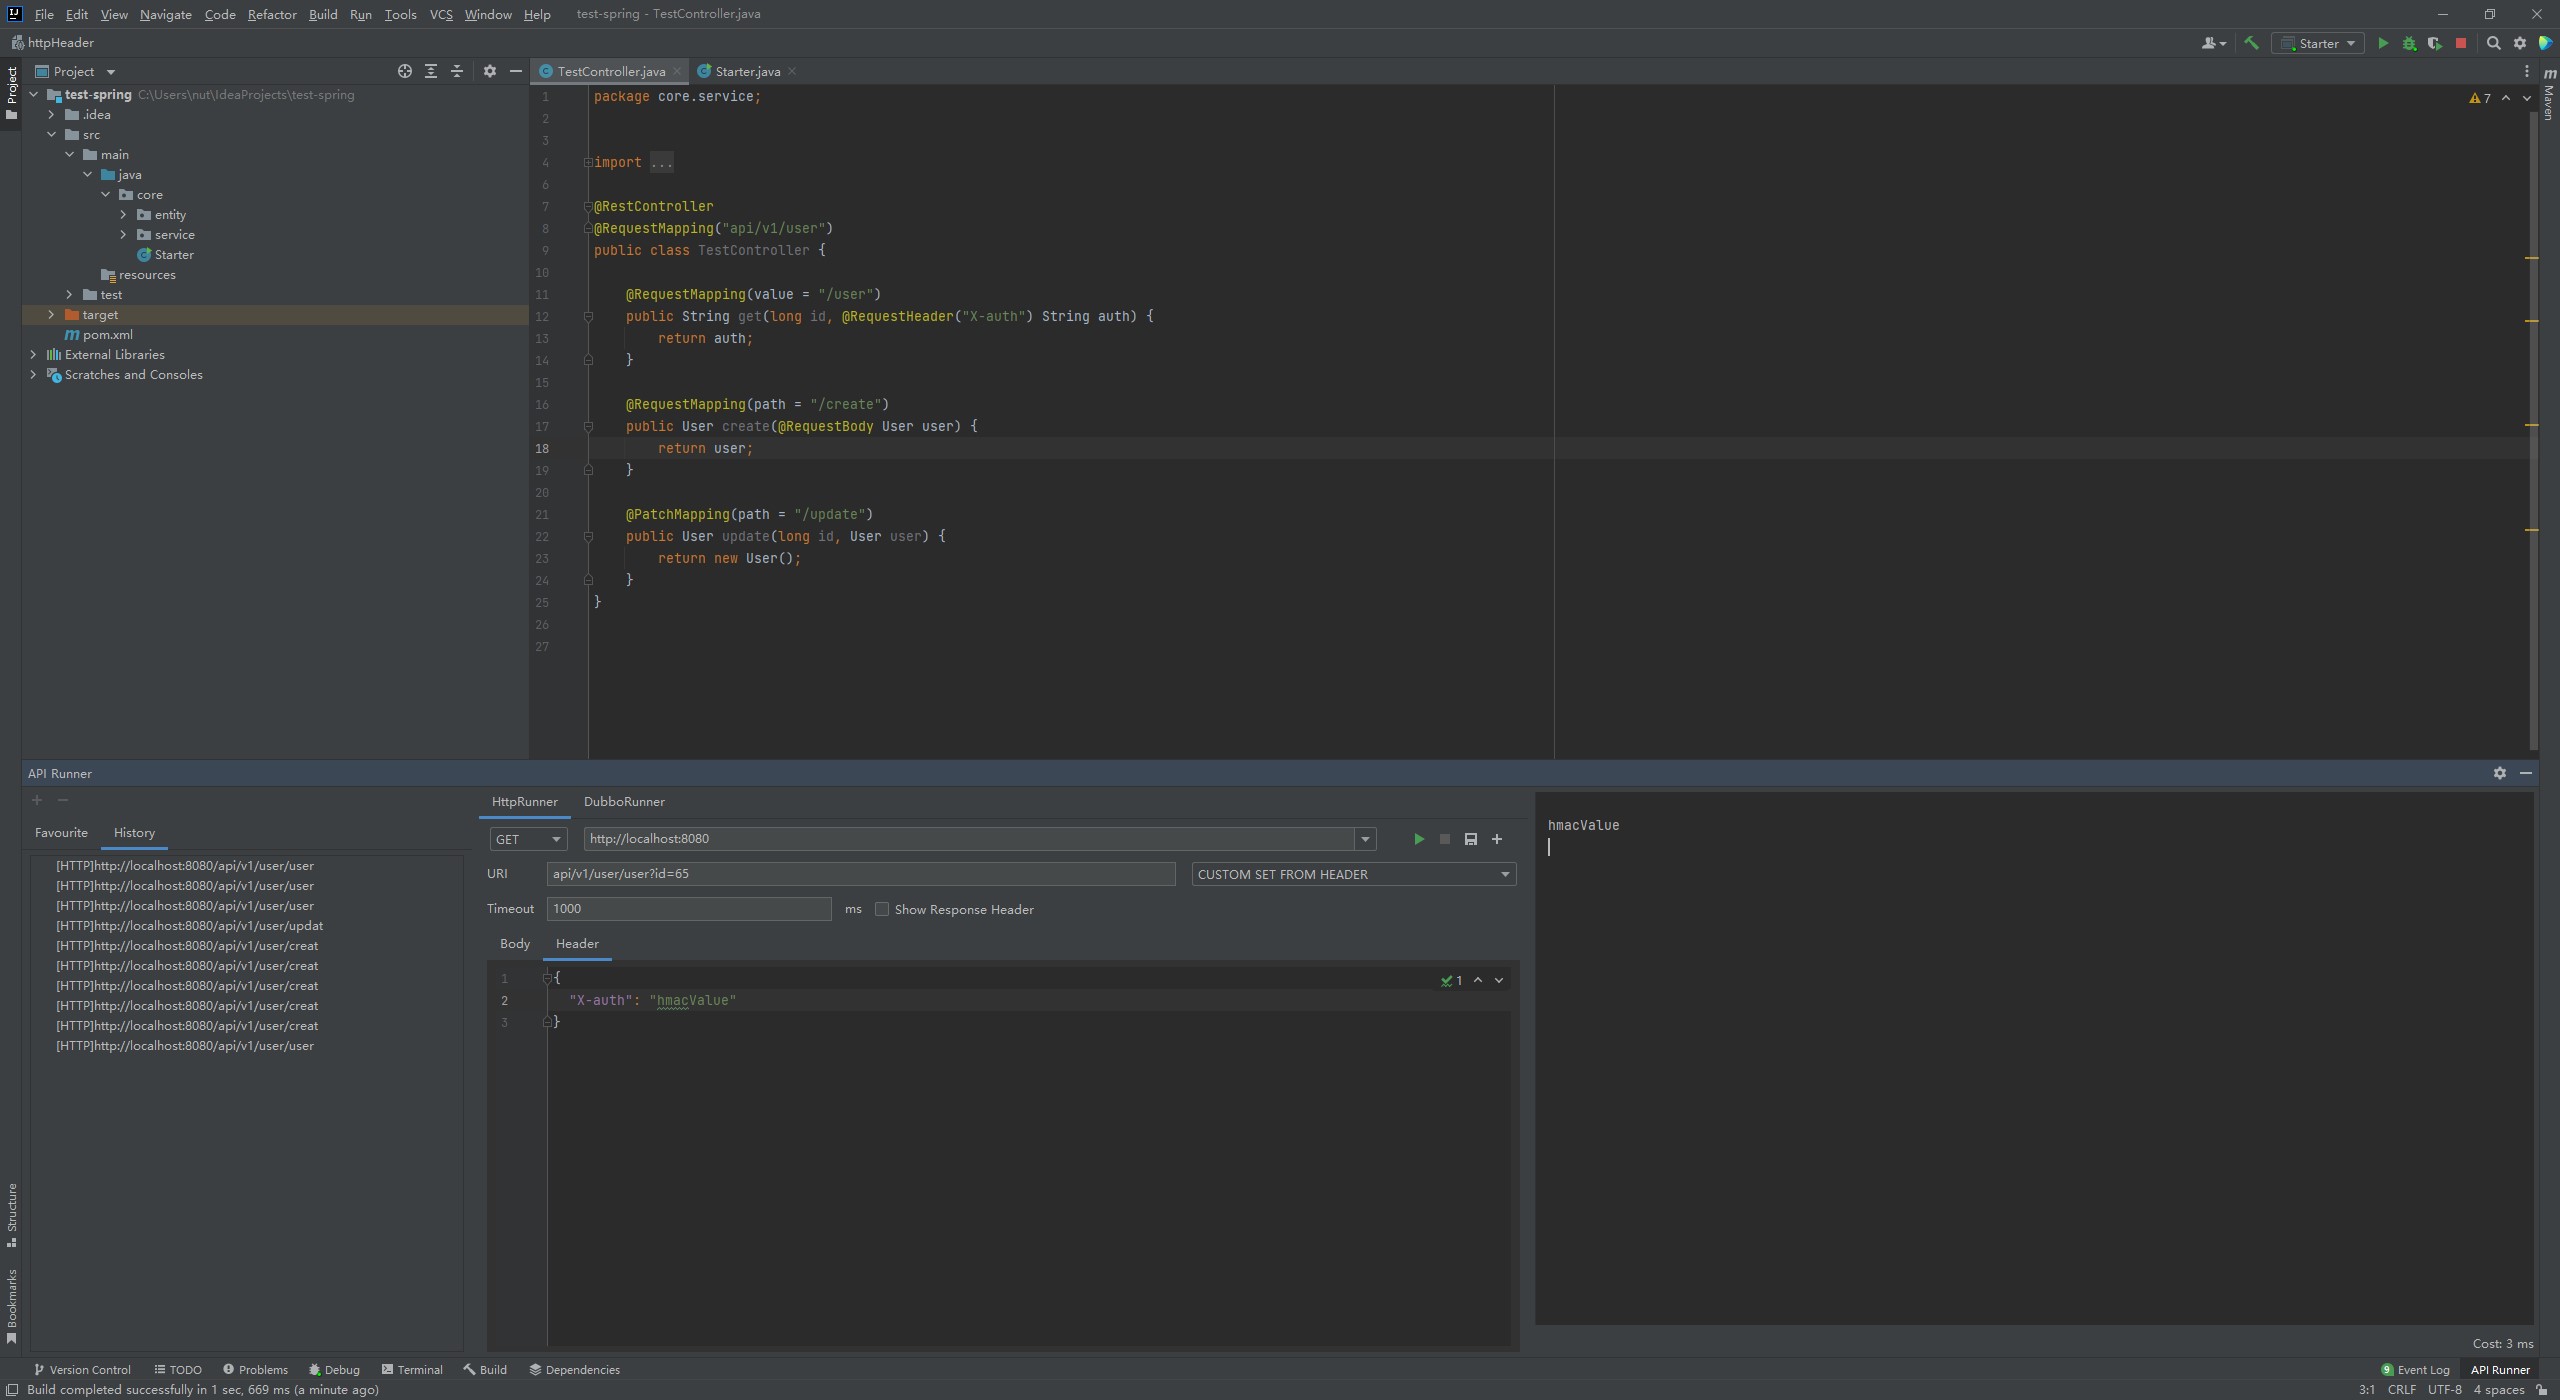 File Edit View Navigate Code Refactor Build Run Tools VCS Window Help test-spring - TestController.java
httpHeader
Starter
Project
Project
test-spring C:\Users\nut\IdeaProjects\test-spring
.idea
src
main
java
core
entity
service
Starter
resources
test
target
pom.xml
External Libraries
Scratches and Consoles
Structure
Bookmarks
TestController.java Starter.java
Maven
7
1 package core.service;
2
3
4 import ...
6
7 @RestController
8 @RequestMapping("api/v1/user")
9 public class TestController {
10
11 @RequestMapping(value = "/user")
12 public String get(long id, @RequestHeader("X-auth") String auth) {
13 return auth;
14 }
15
16 @RequestMapping(path = "/create")
17 public User create(@RequestBody User user) {
18 return user;
19 }
20
21 @PatchMapping(path = "/update")
22 public User update(long id, User user) {
23 return new User();
24 }
25 }
26
27
API Runner
Favourite History
[HTTP]http://localhost:8080/api/v1/user/user
[HTTP]http://localhost:8080/api/v1/user/user
[HTTP]http://localhost:8080/api/v1/user/user
[HTTP]http://localhost:8080/api/v1/user/updat
[HTTP]http://localhost:8080/api/v1/user/creat
[HTTP]http://localhost:8080/api/v1/user/creat
[HTTP]http://localhost:8080/api/v1/user/creat
[HTTP]http://localhost:8080/api/v1/user/creat
[HTTP]http://localhost:8080/api/v1/user/creat
[HTTP]http://localhost:8080/api/v1/user/user
HttpRunner DubboRunner
GET http://localhost:8080
URI api/v1/user/user?id=65 CUSTOM SET FROM HEADER
Timeout 1000 ms Show Response Header
Body Header
1 {
1
2 "X-auth": "hmacValue"
3 }
hmacValue
Cost: 3 ms
Version Control TODO Problems Debug Terminal Build Dependencies
9 Event Log API Runner
Build completed successfully in 1 sec, 669 ms (a minute ago)
3:1 CRLF UTF-8 4 spaces